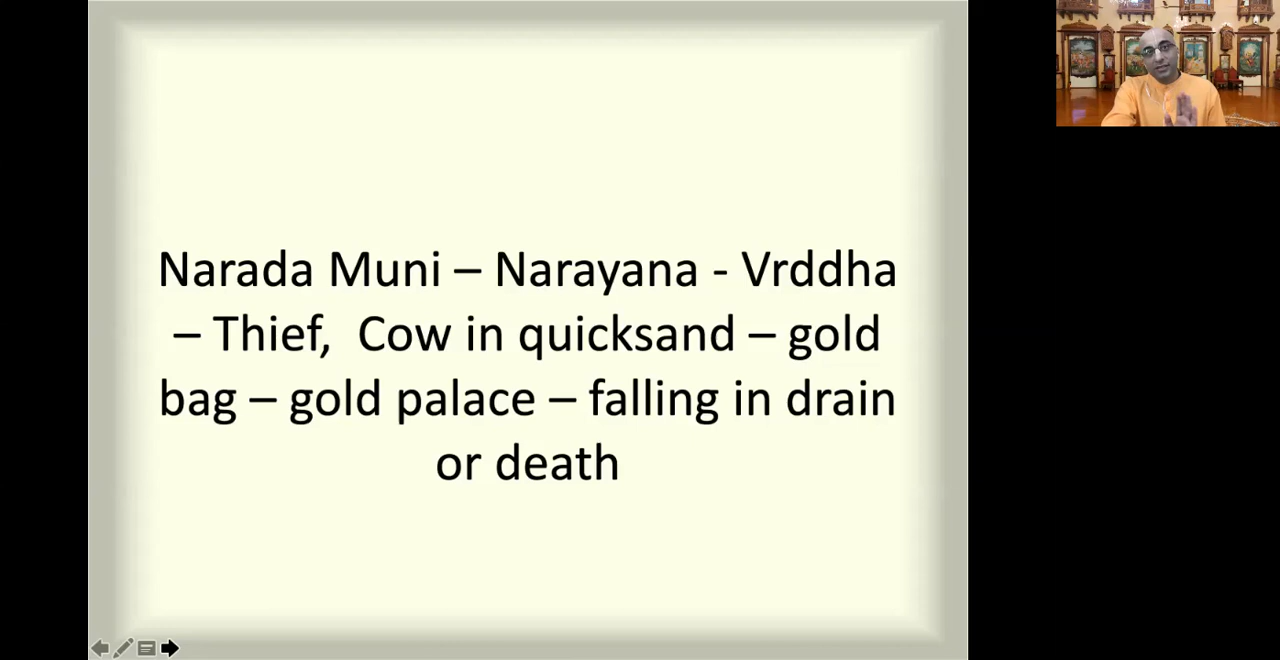 Narada Muni – Narayana - Vrddha
– Thief,  Cow in quicksand – gold
bag – gold palace – falling in drain
or death